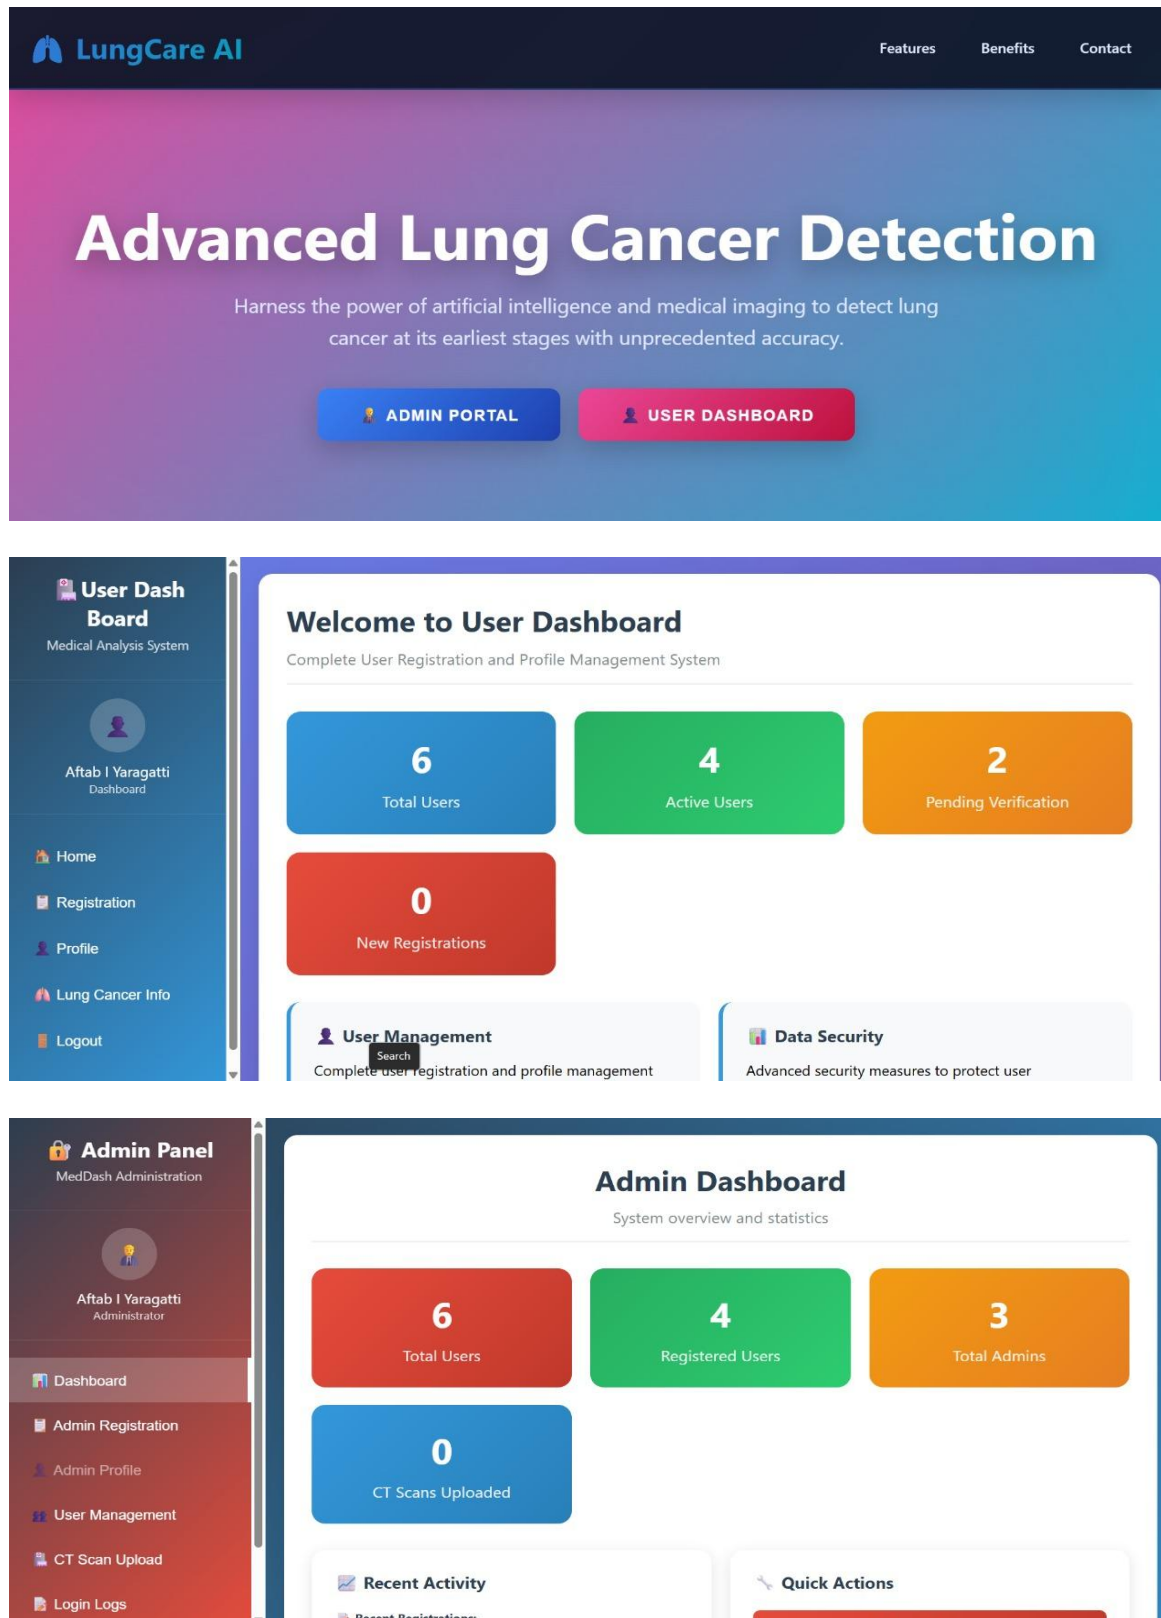 LungCare AI
Features
Benefits
Contact
Advanced Lung Cancer Detection
Harness the power of artificial intelligence and medical imaging to detect lung
cancer at its earliest stages with unprecedented accuracy.
ADMIN PORTAL
USER DASHBOARD
User Dash
Board
Medical Analysis System
Aftab I Yaragatti
Dashboard
Home
Registration
Profile
Lung Cancer Info
Logout
Welcome to User Dashboard
Complete User Registration and Profile Management System
6
Total Users
4
Active Users
2
Pending Verification
0
New Registrations
User Management
Search
Complete user registration and profile management
Data Security
Advanced security measures to protect user
Admin Panel
MedDash Administration
Aftab I Yaragatti
Administrator
Dashboard
Admin Registration
Admin Profile
User Management
CT Scan Upload
Login Logs
Admin Dashboard
System overview and statistics
6
Total Users
4
Registered Users
3
Total Admins
0
CT Scans Uploaded
Recent Activity
Recent Registrations:
Quick Actions